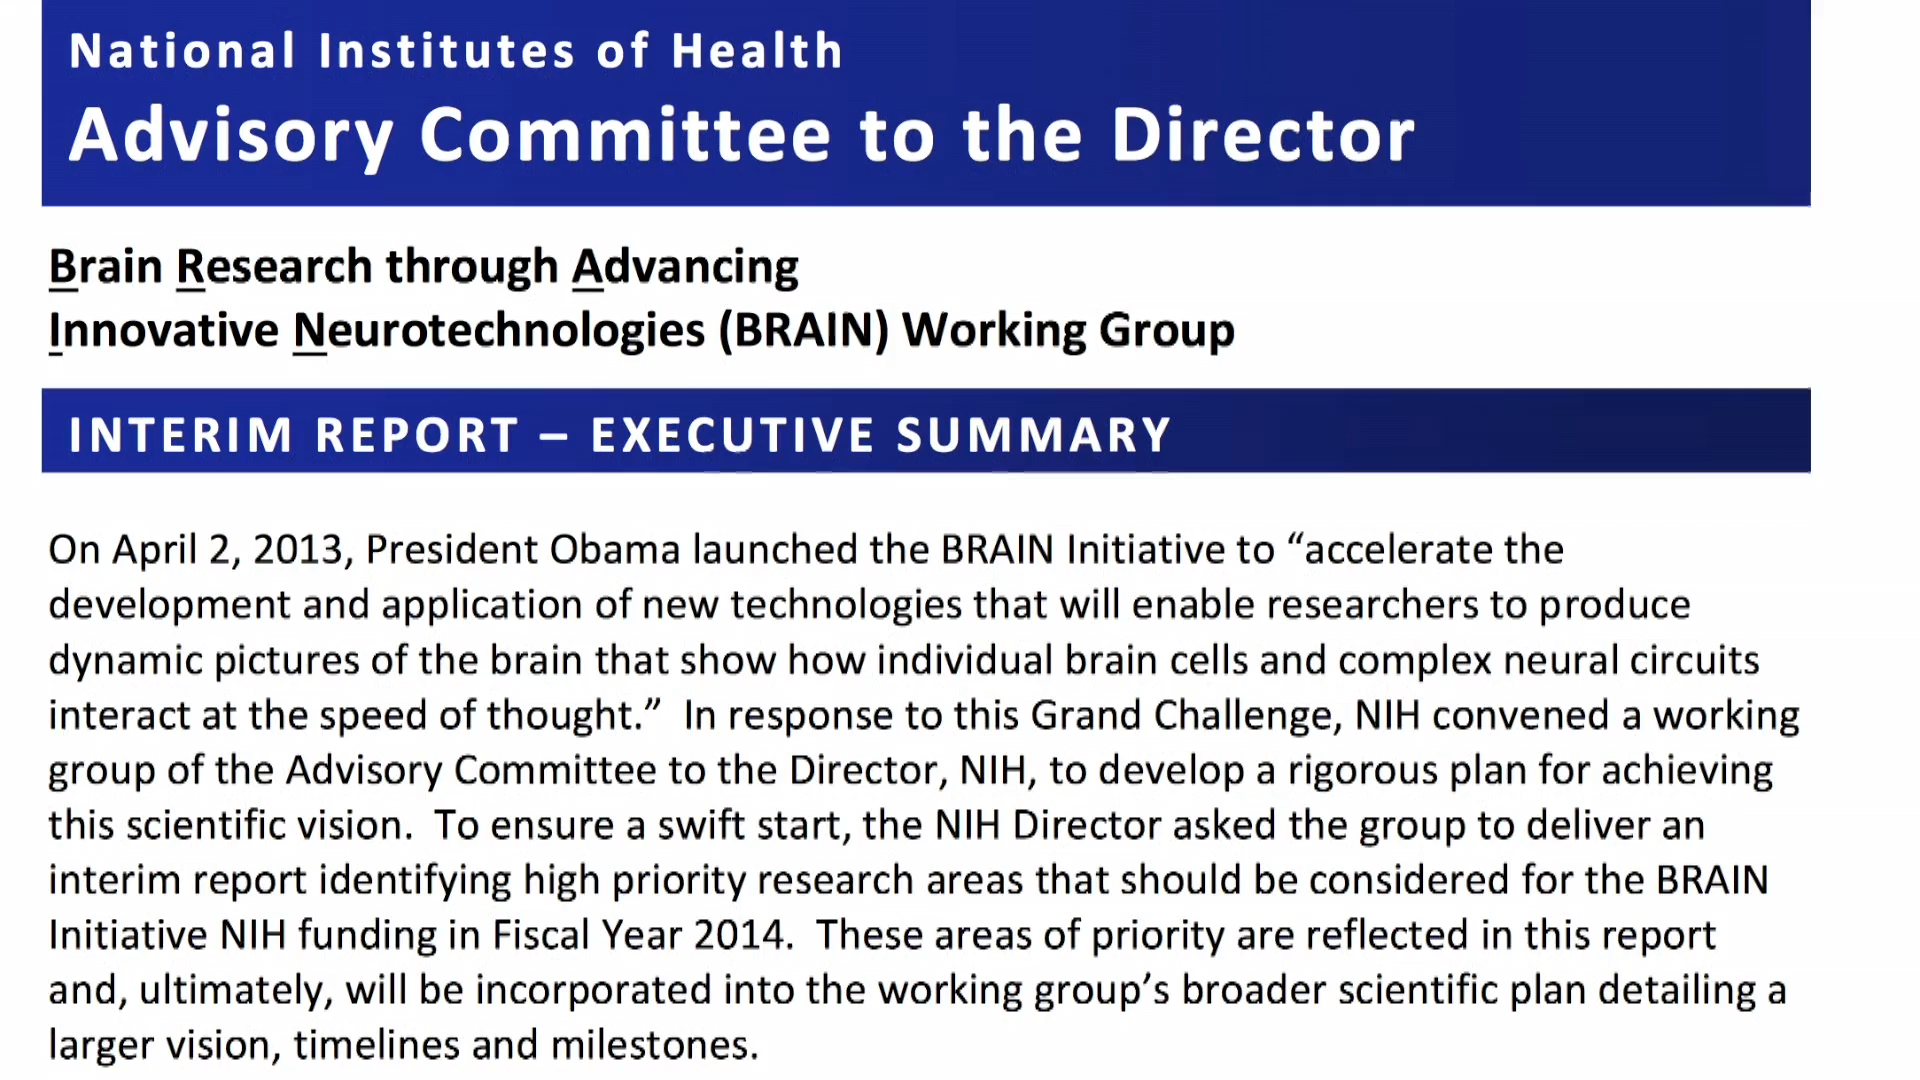 National Institutes of Health
Advisory Committee to the Director
Brain Research through Advancing
Innovative Neurotechnologies (BRAIN) Working Group
INTERIM REPORT – EXECUTIVE SUMMARY
On April 2, 2013, President Obama launched the BRAIN Initiative to “accelerate the
development and application of new technologies that will enable researchers to produce
dynamic pictures of the brain that show how individual brain cells and complex neural circuits
interact at the speed of thought.”  In response to this Grand Challenge, NIH convened a working
group of the Advisory Committee to the Director, NIH, to develop a rigorous plan for achieving
this scientific vision.  To ensure a swift start, the NIH Director asked the group to deliver an
interim report identifying high priority research areas that should be considered for the BRAIN
Initiative NIH funding in Fiscal Year 2014.  These areas of priority are reflected in this report
and, ultimately, will be incorporated into the working group’s broader scientific plan detailing a
larger vision, timelines and milestones.